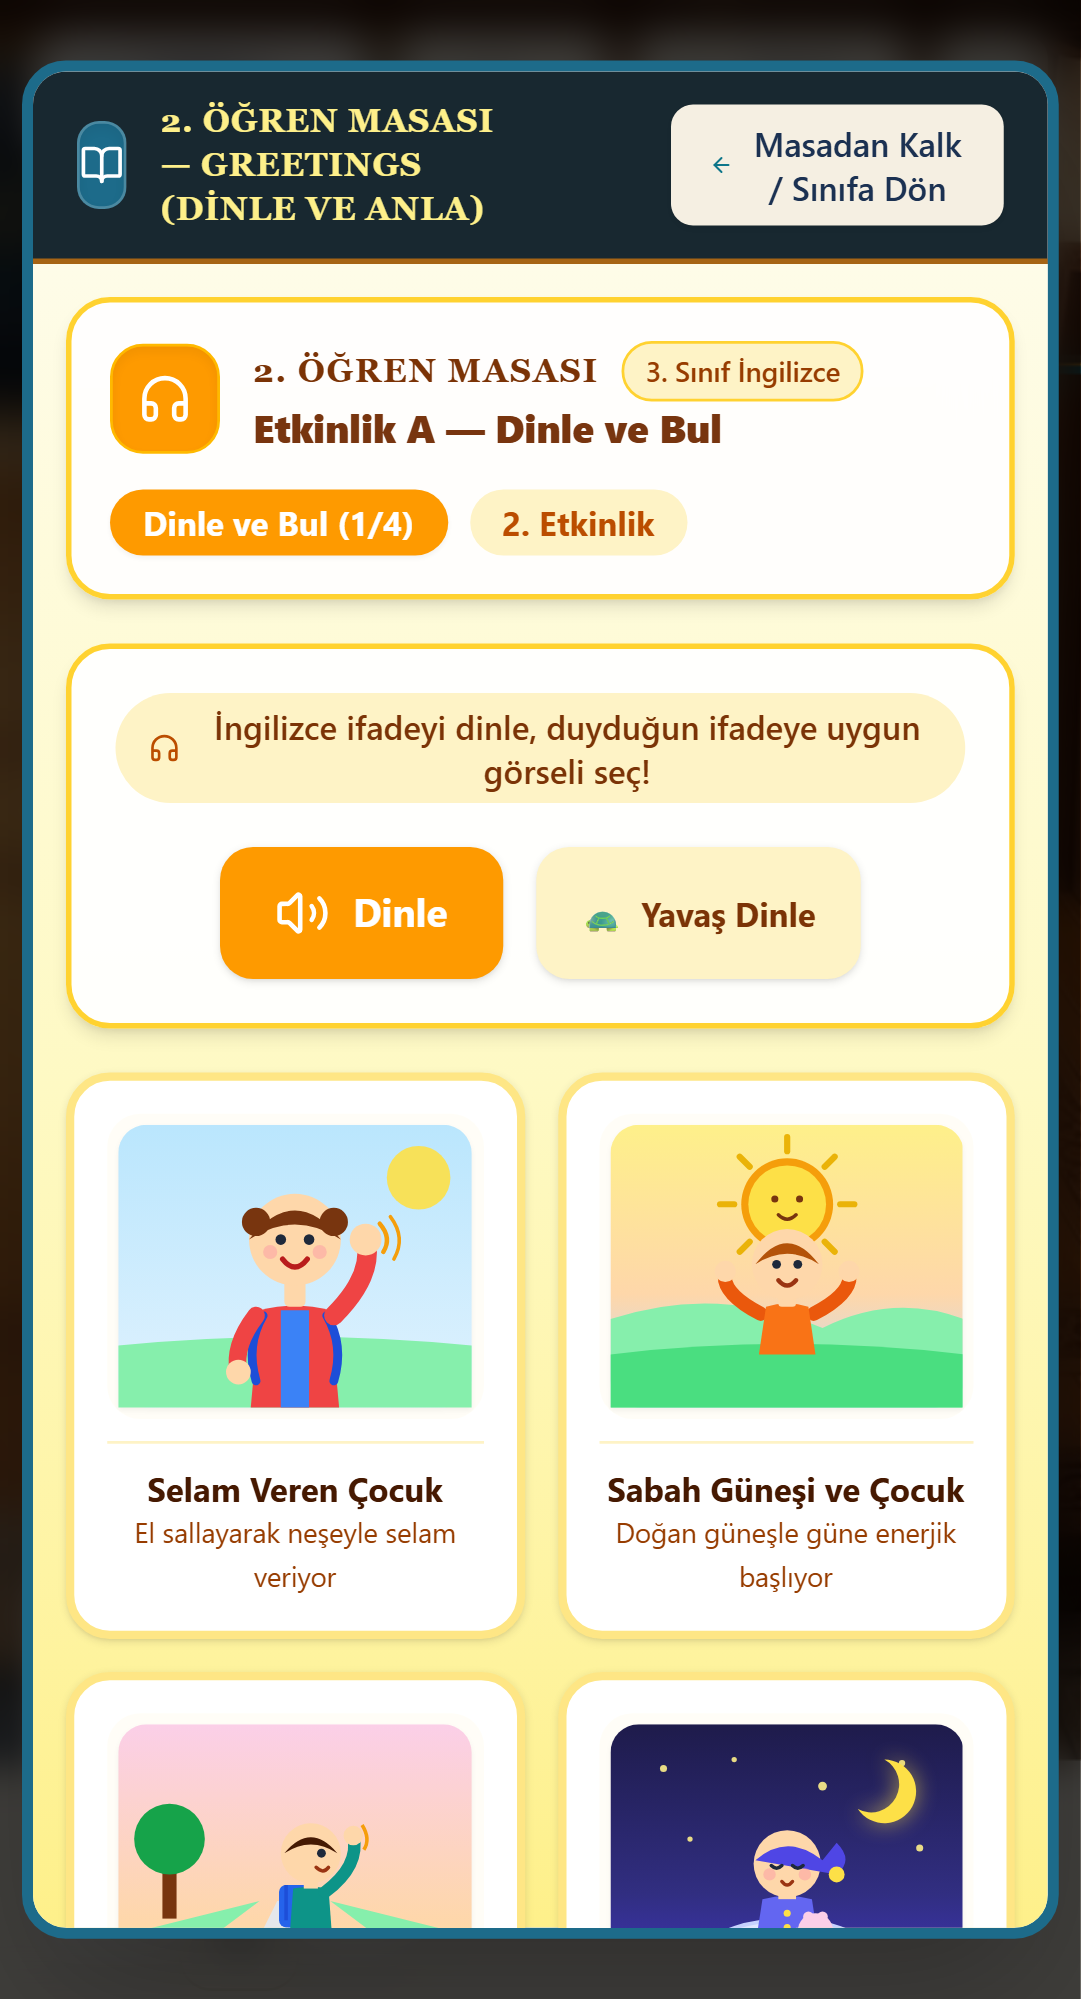 2. ÖĞREN MASASI
— GREETINGS
(DİNLE VE ANLA)
Masadan Kalk
/ Sınıfa Dön
2. ÖĞREN MASASI
3. Sınıf İngilizce
Etkinlik A — Dinle ve Bul
Dinle ve Bul (1/4)
2. Etkinlik
İngilizce ifadeyi dinle, duyduğun ifadeye uygun
görseli seç!
Dinle
Yavaş Dinle
Selam Veren Çocuk
El sallayarak neşeyle selam
veriyor
Sabah Güneşi ve Çocuk
Doğan güneşle güne enerjik
başlıyor